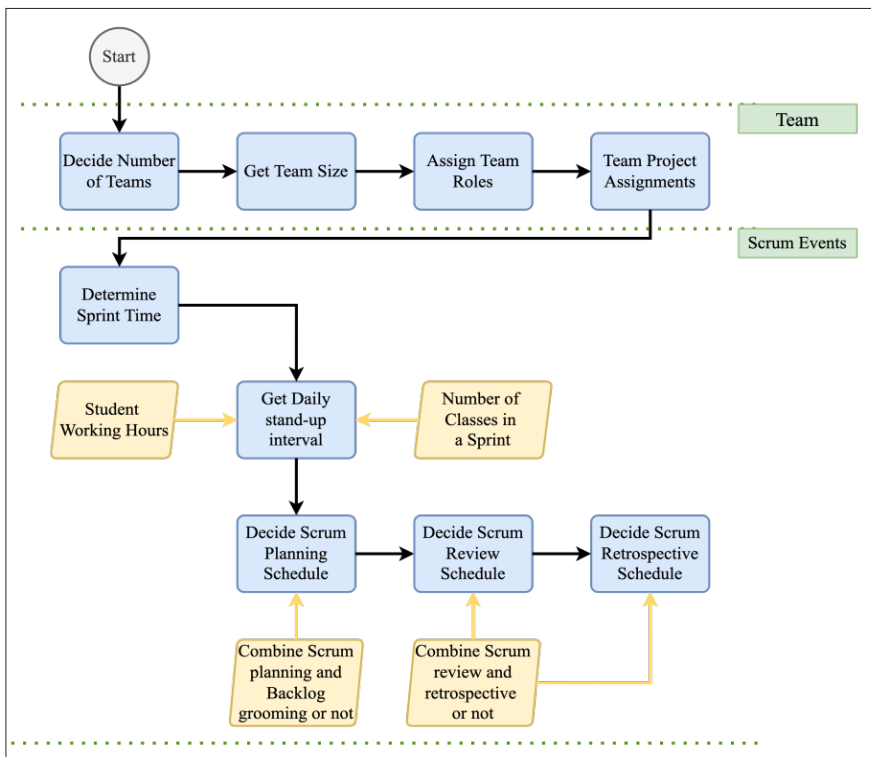 Start
Team
Decide Number
of Teams
Get Team Size
Assign Team
Roles
Team Project
Assignments
Scrum Events
Determine
Sprint Time
Student
Working Hours
Get Daily
stand-up
interval
Number of
Classes in
a Sprint
Decide Scrum
Planning
Schedule
Decide Scrum
Review
Schedule
Decide Scrum
Retrospective
Schedule
Combine Scrum
planning and
Backlog
grooming or not
Combine Scrum
review and
retrospective
or not